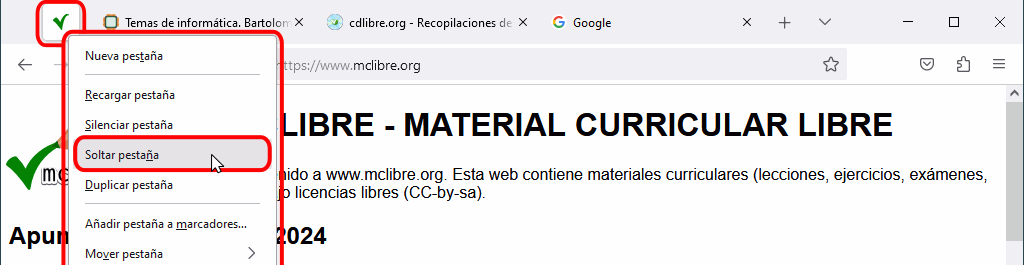 Temas de informática. Bartolom
cdlibre.org - Recopilaciones de
Google
Nueva pestaña
https://www.mclibre.org
Recargar pestaña
Silenciar pestaña
LIBRE - MATERIAL CURRICULAR LIBRE
Soltar pestaña
mc
enido a www.mclibre.org. Esta web contiene materiales curriculares (lecciones, ejercicios, exámenes,
Duplicar pestaña
jo licencias libres (CC-by-sa).
Añadir pestaña a marcadores...
Apun
2024
Mover pestaña